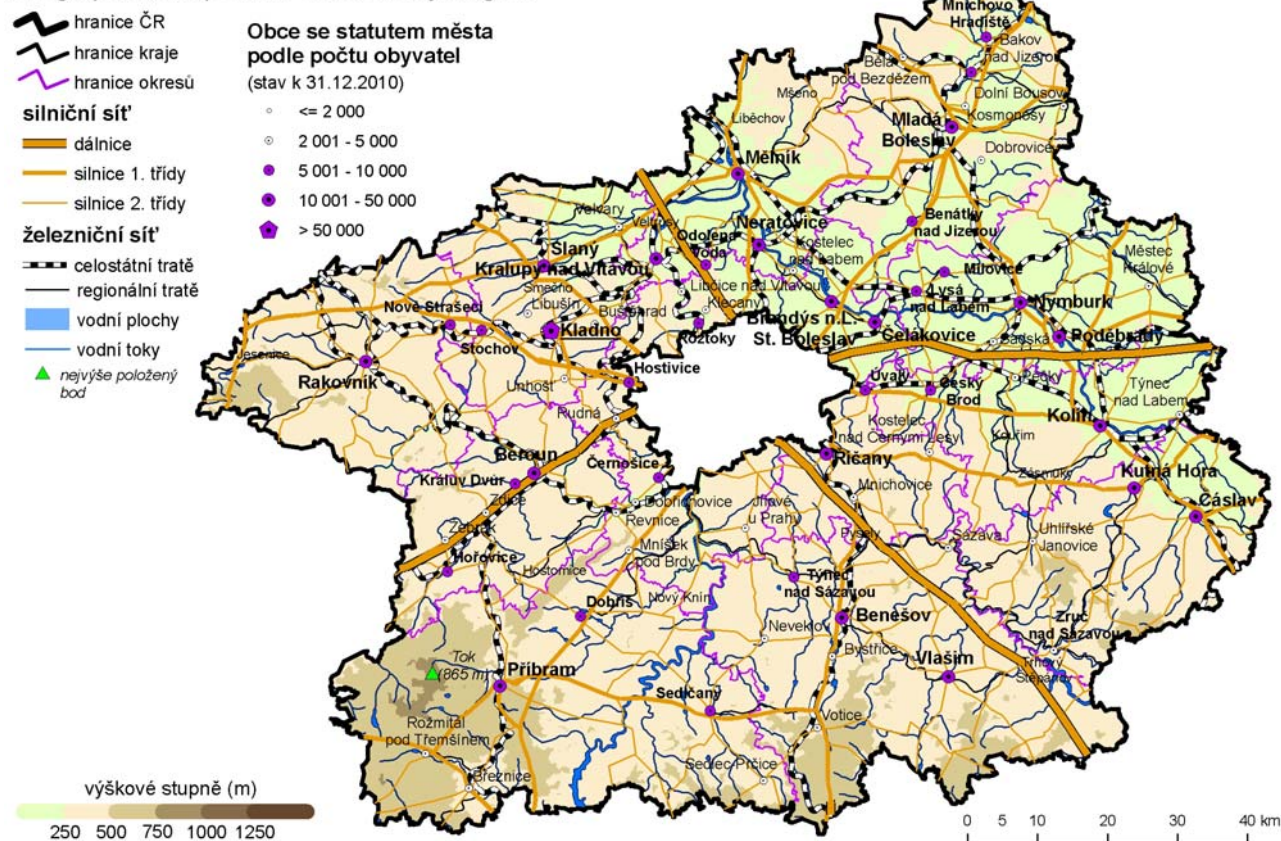 hranice ČR
hranice kraje
hranice okresů
silniční síť
dálnice
silnice 1. třídy
silnice 2. třídy
železniční síť
celostátní tratě
regionální tratě
vodní plochy
vodní toky
nejvýše položený
bod
Obce se statutem města
podle počtu obyvatel
(stav k 31.12.2010)
<= 2 000
2 001 - 5 000
5 001 - 10 000
10 001 - 50 000
> 50 000
Mnichovo
Hradiště
Bakov
nad Jizerou
Bělá
pod Bezdězem
Dolní Bousov
Mšeno
Kosmonosy
Liběchov
Mladá
Boleslav
Dobrovice
Mělník
Velvary
Veltrusy
Neratovice
Benátky
nad Jizerou
Odolena
Voda
Kostelec
nad Labem
Slaný
Kralupy nad Vltavou
Městec
Králové
Milovice
Smečno
Libušín
Libčice nad Vltavou
Klecany
Lysá
nad Labem
Nymburk
Nové Strašecí
Buštěhrad
Kladno
Brandýs n.L.
St. Boleslav
Čelákovice
Sadská
Poděbrady
Stochov
Roztoky
Jesenice
Rakovník
Hostivice
Unhošť
Úvaly
Český
Brod
Pečky
Týnec
nad Labem
Rudná
Kostelec
nad Černými Lesy
Kolín
Kouřim
Beroun
Černošice
Říčany
Zásmuky
Kutná Hora
Králův Dvůr
Zdice
Mnichovice
Čáslav
Dobřichovice
Řevnice
Jílové
u Prahy
Žebrák
Pyšely
Sázava
Uhlířské
Janovice
Hořovice
Hostomice
Mníšek
pod Brdy
Týnec
nad Sázavou
Nový Knín
Dobříš
Benešov
Neveklov
Zruč
nad Sázavou
Tok
(865 m)
Příbram
Bystřice
Vlašim
Trhový
Štěpánov
Sedlčany
Rožmitál
pod Třemšínem
Votice
Březnice
Sedlec-Prčice
výškové stupně (m)
250 500 750 1000 1250
0 5 10 20 30 40 km